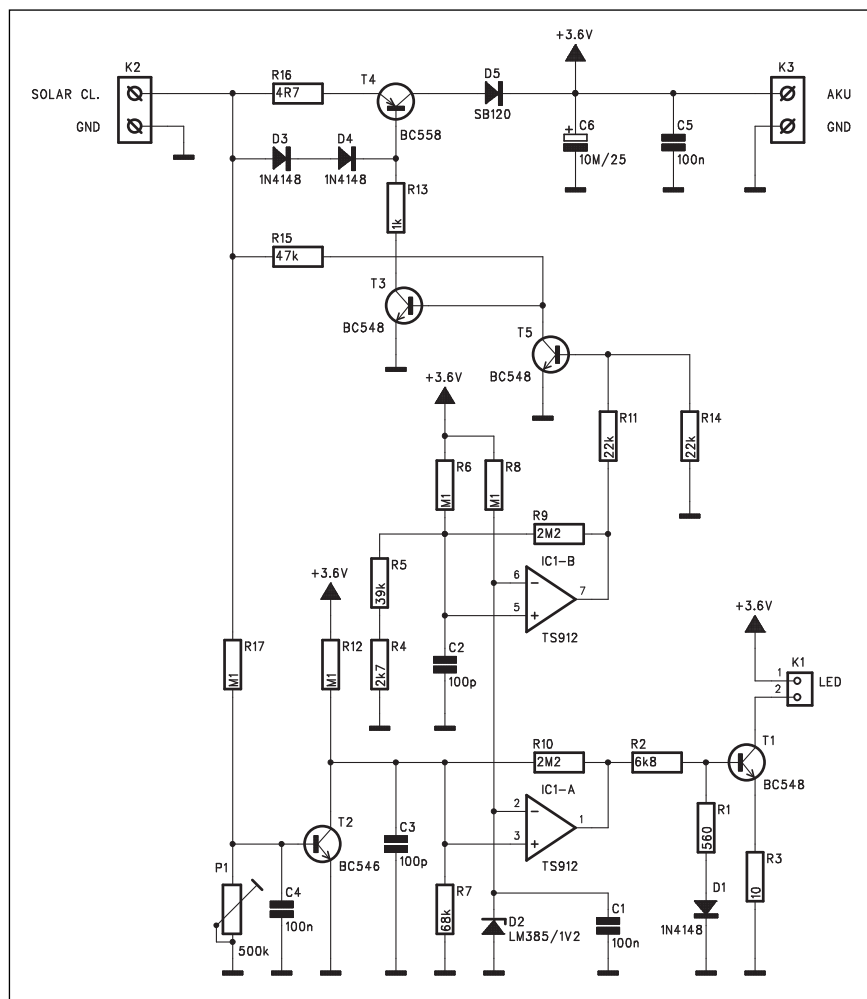 +3.6V
K2
R16
T4
D5
K3
SOLAR CL.
4R7
AKU
SB120
GND
BC558
C6
C5
GND
D3
D4
+
10M/25
100n
1N4148
1N4148
R13
1k
R15
47k
T3
BC548
T5
+3.6V
BC548
R11
R14
22k
22k
R6
R8
M1
M1
R9
2M2
R5
IC1-B
+3.6V
39k
6
-
7
5
+
+3.6V
TS912
R17
R12
R4
C2
K1
M1
M1
2k7
100p
1
2
LED
R10
R2
T1
2M2
6k8
IC1-A
BC548
R1
2
-
1
T2
C3
3
+
560
R3
BC546
100p
TS912
P1
10
C4
R7
D1
C1
100n
68k
D2
1N4148
LM385/1V2
500k
100n